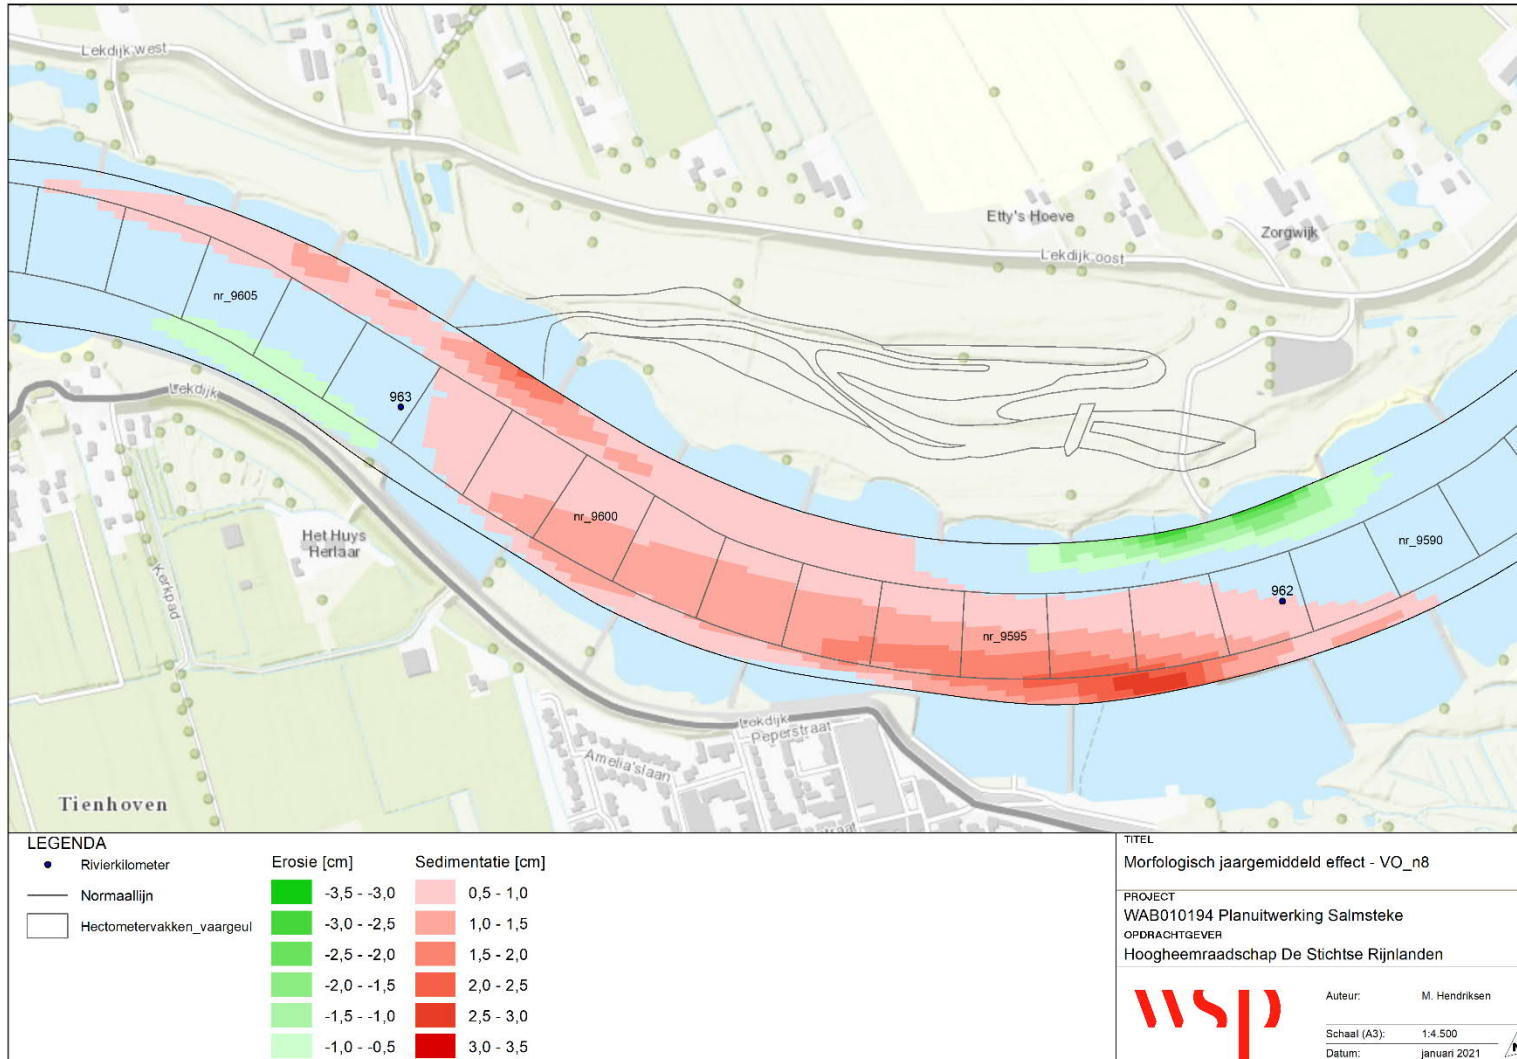 Lekdijk west
Etty's Hoeve
Zorgwijk
Lekdijk oost
nr_9605
Lekdijk
963
nr_9600
nr_9590
962
Het Huys
Herlaar
Kerkpad
nr_9595
Lekdijk
Peperstraat
Amelia'slaan
Tienhoven
straat
LEGENDA
Rivierkilometer
Normaallijn
Hectometervakken_vaargeul
Erosie [cm]
-3,5 - -3,0
-3,0 - -2,5
-2,5 - -2,0
-2,0 - -1,5
-1,5 - -1,0
-1,0 - -0,5
Sedimentatie [cm]
0,5 - 1,0
1,0 - 1,5
1,5 - 2,0
2,0 - 2,5
2,5 - 3,0
3,0 - 3,5
TITEL
Morfologisch jaargemiddeld effect - VO_n8
PROJECT
WAB010194 Planuitwerking Salmsteke
OPDRACHTGEVER
Hoogheemraadschap De Stichtse Rijnlanden
wsp
Auteur: M. Hendriksen
Schaal (A3): 1:4.500
Datum: januari 2021
N